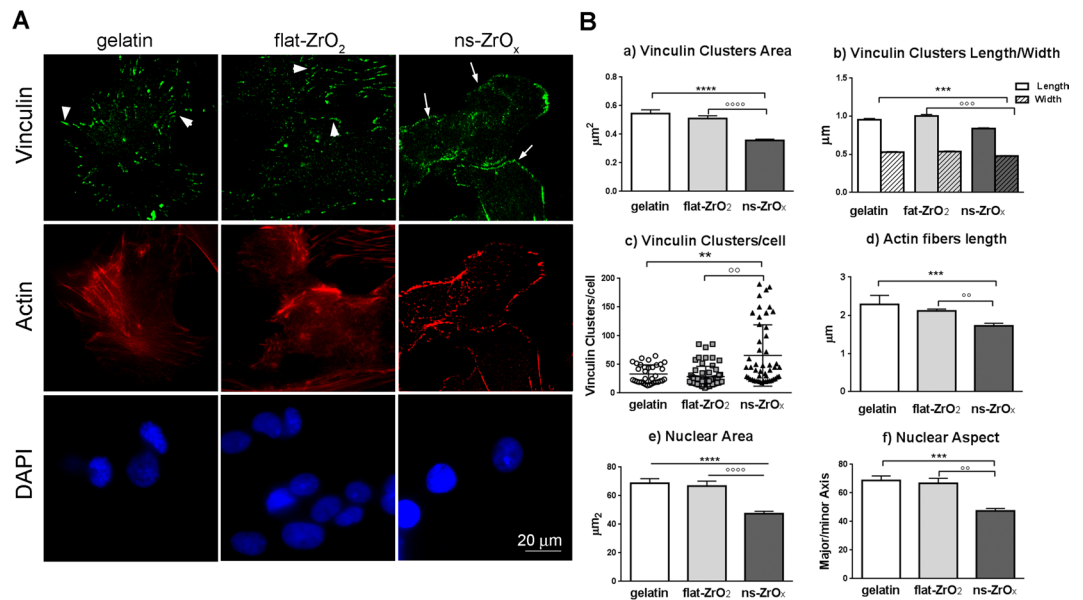 A
gelatin
flat-ZrO₂
ns-ZrOₓ
Vinculin
Actin
DAPI
20 µm
B
a) Vinculin Clusters Area
****
°°°°
µm²
0.8
0.6
0.4
0.2
0.0
gelatin flat-ZrO₂ ns-ZrOₓ
b) Vinculin Clusters Length/Width
Length
Width
***
°°°
µm
1.5
1.0
0.5
0.0
gelatin fat-ZrO₂ ns-ZrOₓ
c) Vinculin Clusters/cell
**
°°
Vinculin Clusters/cell
200
150
100
50
0
gelatin flat-ZrO₂ ns-ZrOₓ
d) Actin fibers length
***
°°
µm
3
2
1
0
gelatin flat-ZrO₂ ns-ZrOₓ
e) Nuclear Area
****
°°°°
µm₂
80
60
40
20
0
gelatin flat-ZrO₂ ns-ZrOₓ
f) Nuclear Aspect
***
°°
Major/minor Axis
80
60
40
20
0
gelatin flat-ZrO₂ ns-ZrOₓ